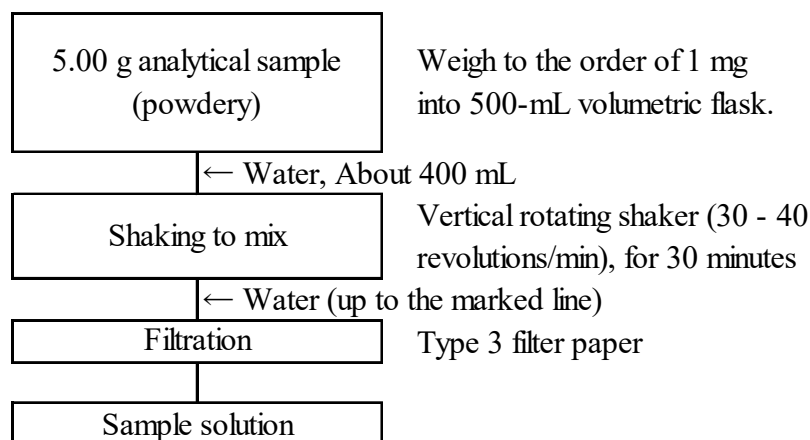 5.00 g analytical sample
(powdery)
Weigh to the order of 1 mg
into 500-mL volumetric flask.
← Water, About 400 mL
Shaking to mix
Vertical rotating shaker (30 - 40
revolutions/min), for 30 minutes
← Water (up to the marked line)
Filtration
Type 3 filter paper
Sample solution